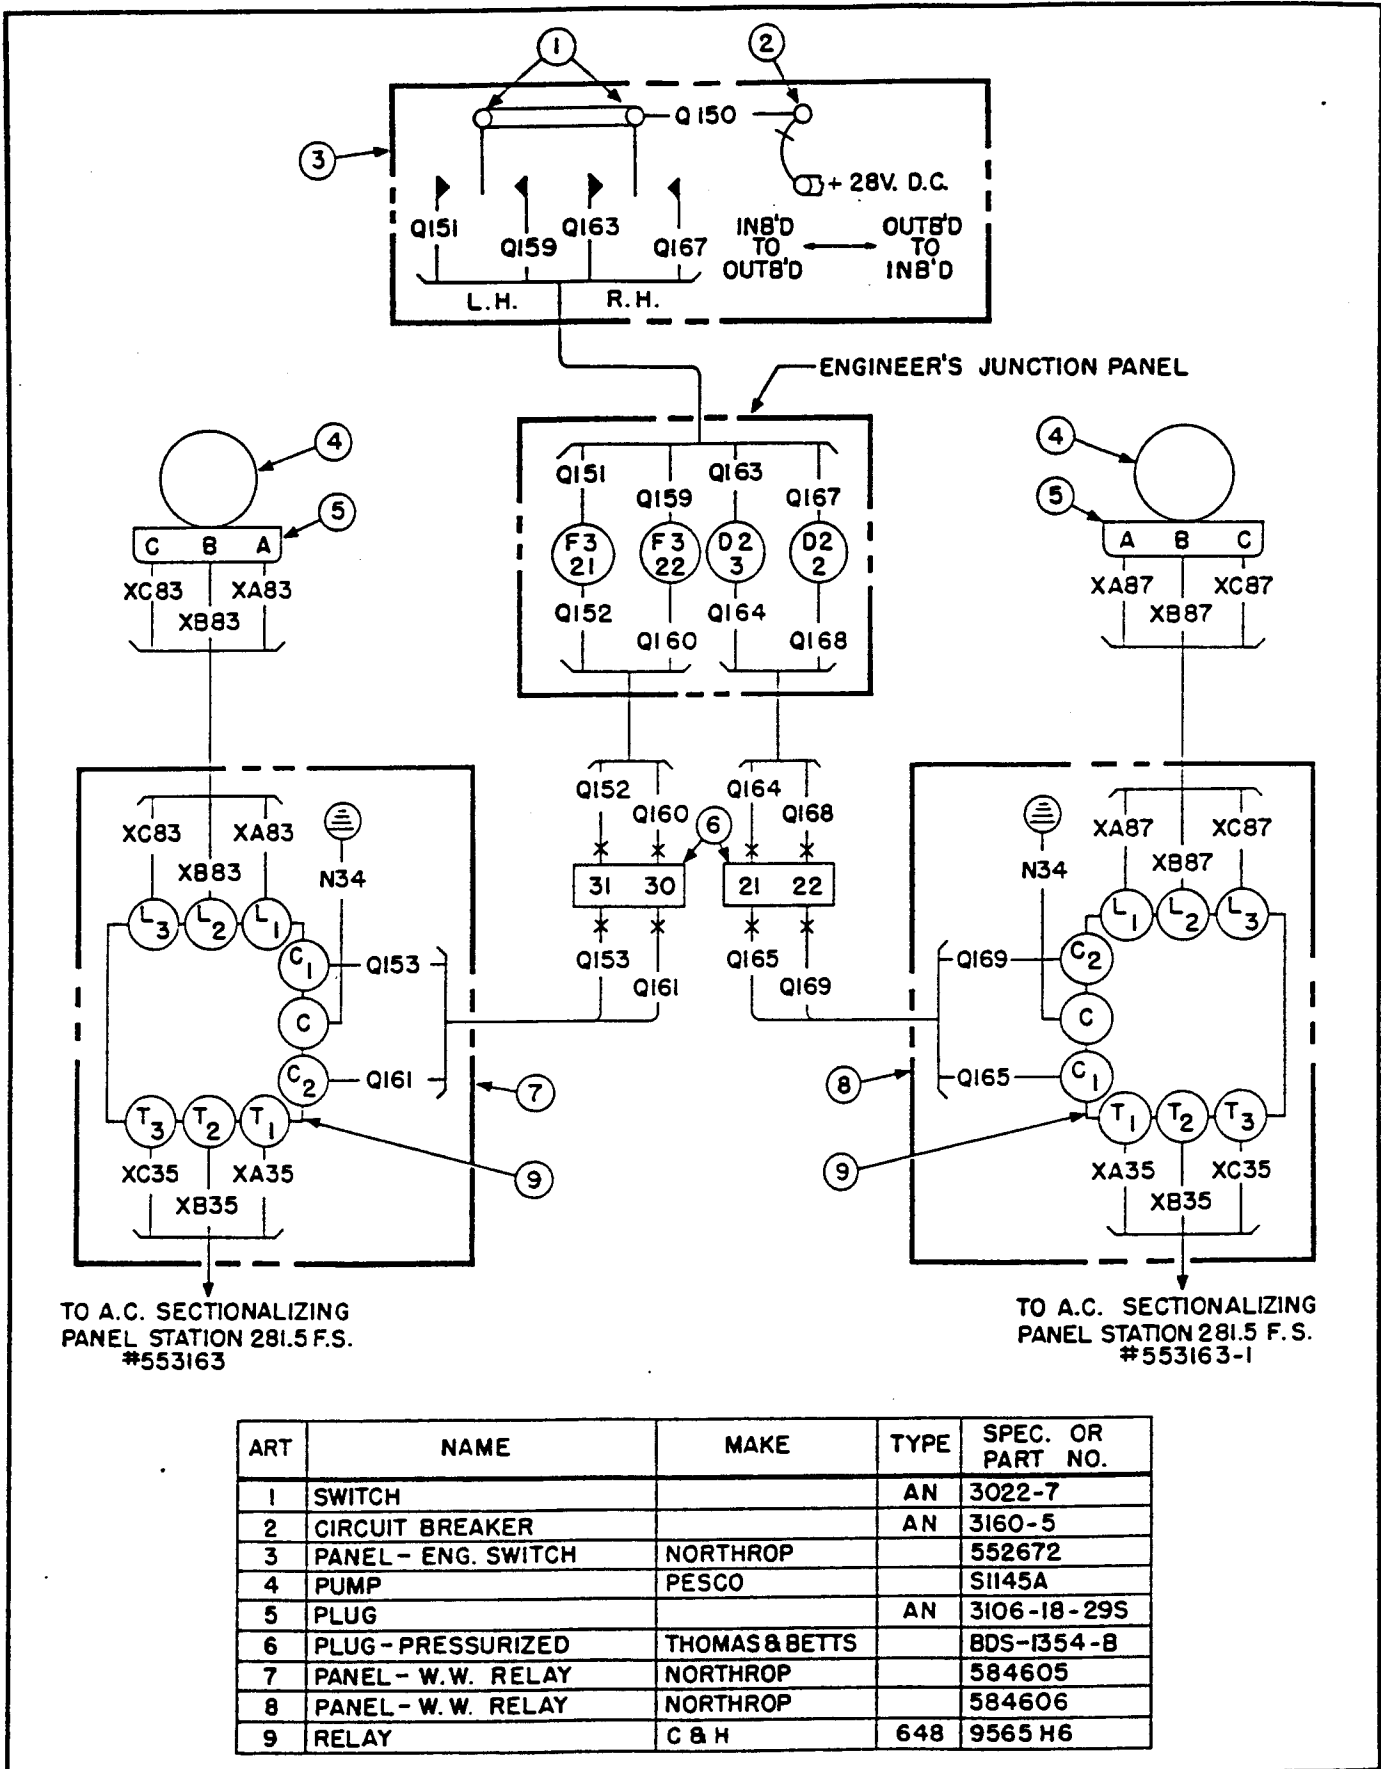 1
2
3
Q150
+ 28V. D.C.
Q151
Q159
Q163
Q167
INB'D
TO
OUTB'D
OUTB'D
TO
INB'D
L.H.
R.H.
ENGINEER'S JUNCTION PANEL
4
5
C B A
XC83
XB83
XA83
Q151
Q159
Q163
Q167
F3
21
F3
22
D2
3
D2
2
Q152
Q160
Q164
Q168
4
5
A B C
XA87
XB87
XC87
XC83
XB83
XA83
N34
L3 L2 L1
C1
C
C2
T3 T2 T1
Q153
Q161
XC35
XB35
XA35
7
9
TO A.C. SECTIONALIZING
PANEL STATION 281.5 F.S.
#553163
Q152
Q160
6
Q164
Q168
31 30
21 22
Q153
Q161
Q165
Q169
XA87
XB87
XC87
N34
L1 L2 L3
C2
C
C1
T1 T2 T3
Q169
Q165
XA35
XB35
XC35
8
9
TO A.C. SECTIONALIZING
PANEL STATION 281.5 F.S.
#553163-1
ART NAME MAKE TYPE SPEC. OR PART NO.
1 SWITCH AN 3022-7
2 CIRCUIT BREAKER AN 3160-5
3 PANEL- ENG. SWITCH NORTHROP 552672
4 PUMP PESCO S1145A
5 PLUG AN 3106-18-29S
6 PLUG-PRESSURIZED THOMAS & BETTS BDS-1354-B
7 PANEL- W.W. RELAY NORTHROP 584605
8 PANEL- W.W. RELAY NORTHROP 584606
9 RELAY C & H 648 9565 H6